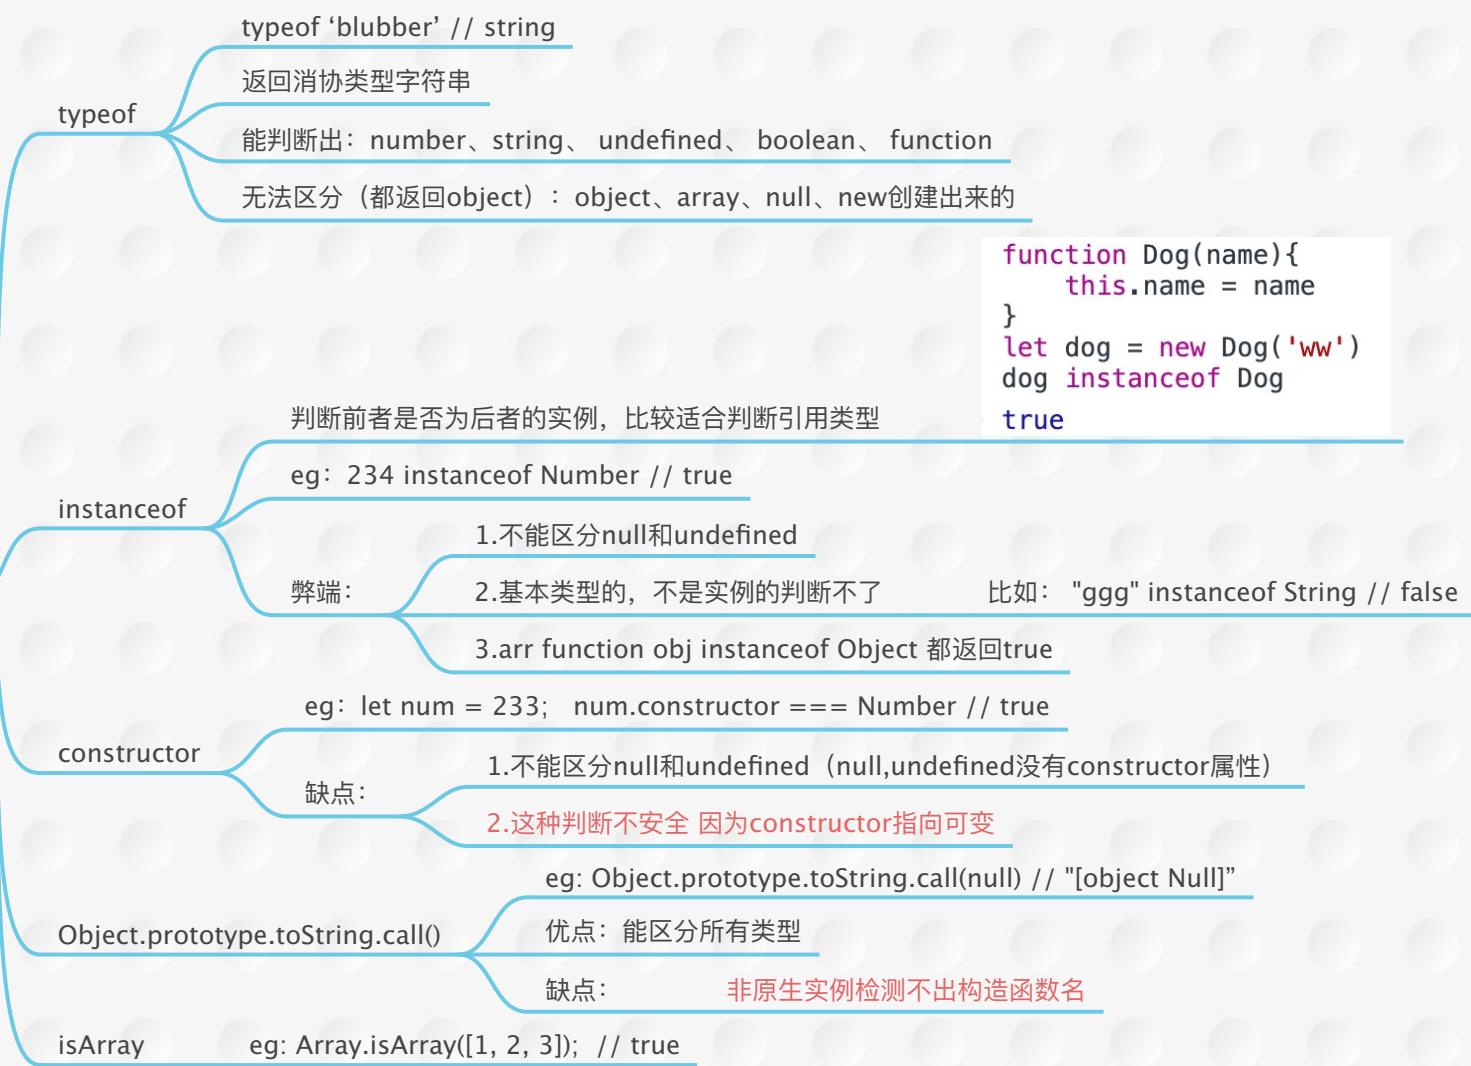 typeof
typeof ‘blubber’ // string
返回消协类型字符串
能判断出：number、string、 undefined、 boolean、 function
无法区分（都返回object）：object、array、null、new创建出来的
function Dog(name){
    this.name = name
}
let dog = new Dog('ww')
dog instanceof Dog
true
instanceof
判断前者是否为后者的实例，比较适合判断引用类型
eg：234 instanceof Number // true
弊端：
1.不能区分null和undefined
2.基本类型的，不是实例的判断不了 比如： "ggg" instanceof String // false
3.arr function obj instanceof Object 都返回true
constructor
eg：let num = 233; num.constructor === Number // true
缺点：
1.不能区分null和undefined（null,undefined没有constructor属性）
2.这种判断不安全 因为constructor指向可变
Object.prototype.toString.call()
eg: Object.prototype.toString.call(null) // "[object Null]”
优点：能区分所有类型
缺点： 非原生实例检测不出构造函数名
isArray eg: Array.isArray([1, 2, 3]); // true